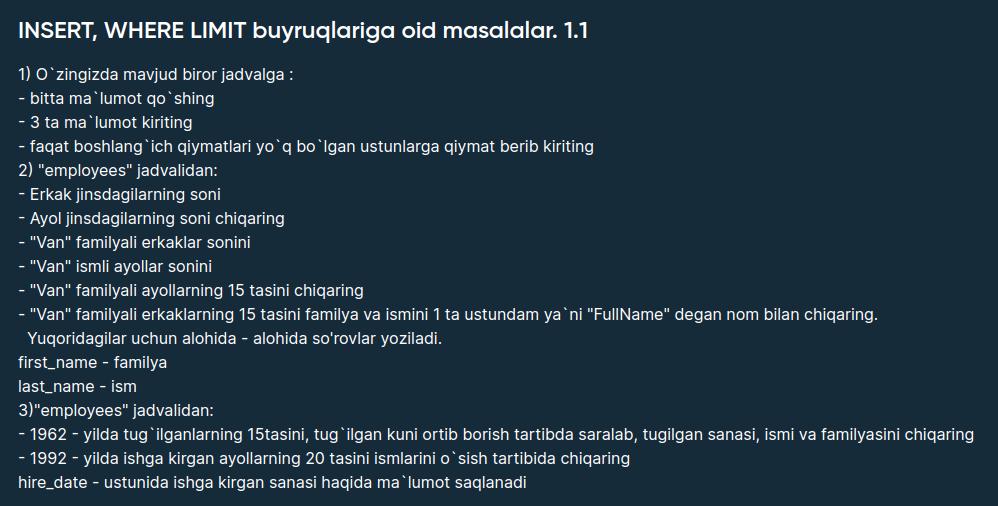 INSERT, WHERE LIMIT buyruqlariga oid masalalar. 1.1
1) O`zingizda mavjud biror jadvalga :
- bitta ma`lumot qo`shing
- 3 ta ma`lumot kiriting
- faqat boshlang`ich qiymatlari yo`q bo`lgan ustunlarga qiymat berib kiriting
2) "employees" jadvalidan:
- Erkak jinsdagilarning soni
- Ayol jinsdagilarning soni chiqaring
- "Van" familyali erkaklar sonini
- "Van" ismli ayollar sonini
- "Van" familyali ayollarning 15 tasini chiqaring
- "Van" familyali erkaklarning 15 tasini familya va ismini 1 ta ustundam ya`ni "FullName" degan nom bilan chiqaring.
Yuqoridagilar uchun alohida - alohida so'rovlar yoziladi.
first_name - familya
last_name - ism
3)"employees" jadvalidan:
- 1962 - yilda tug`ilganlarning 15tasini, tug`ilgan kuni ortib borish tartibda saralab, tugilgan sanasi, ismi va familyasini chiqaring
- 1992 - yilda ishga kirgan ayollarning 20 tasini ismlarini o`sish tartibida chiqaring
hire_date - ustunida ishga kirgan sanasi haqida ma`lumot saqlanadi